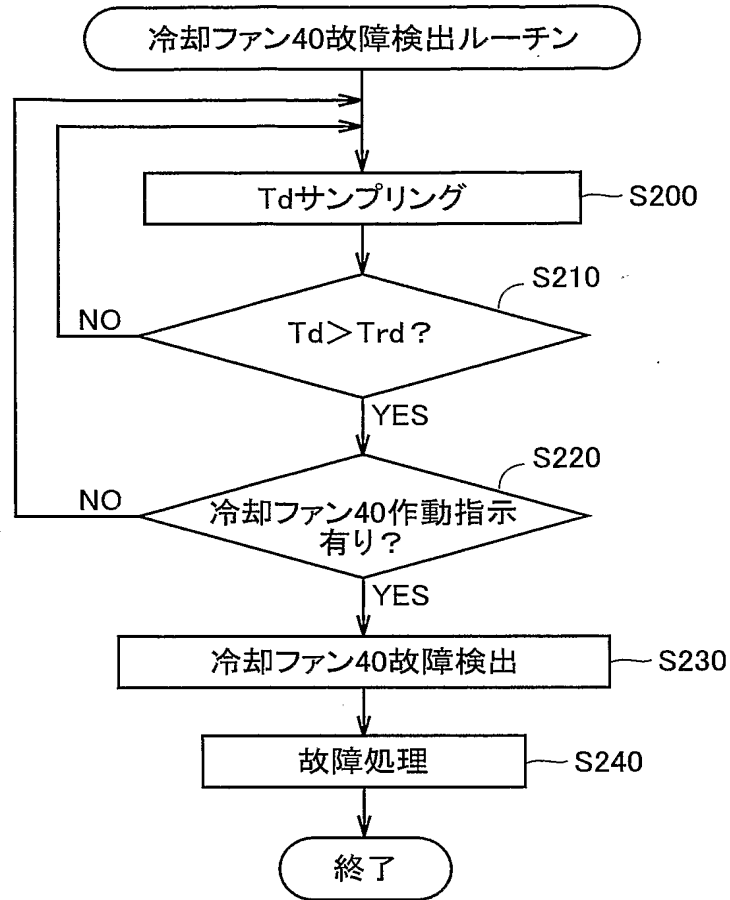 冷却ファン40故障検出ルーチン
Tdサンプリング
S200
S210
Td＞Trd？
NO
YES
S220
冷却ファン40作動指示
有り？
NO
YES
冷却ファン40故障検出
S230
故障処理
S240
終了